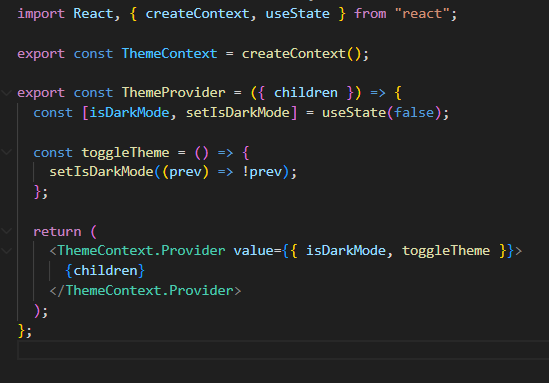 import React, { createContext, useState } from "react";
export const ThemeContext = createContext();
export const ThemeProvider = ({ children }) => {
const [isDarkMode, setIsDarkMode] = useState(false);
const toggleTheme = () => {
setIsDarkMode((prev) => !prev);
};
return (
<ThemeContext.Provider value={{ isDarkMode, toggleTheme }}>
{children}
</ThemeContext.Provider>
);
};